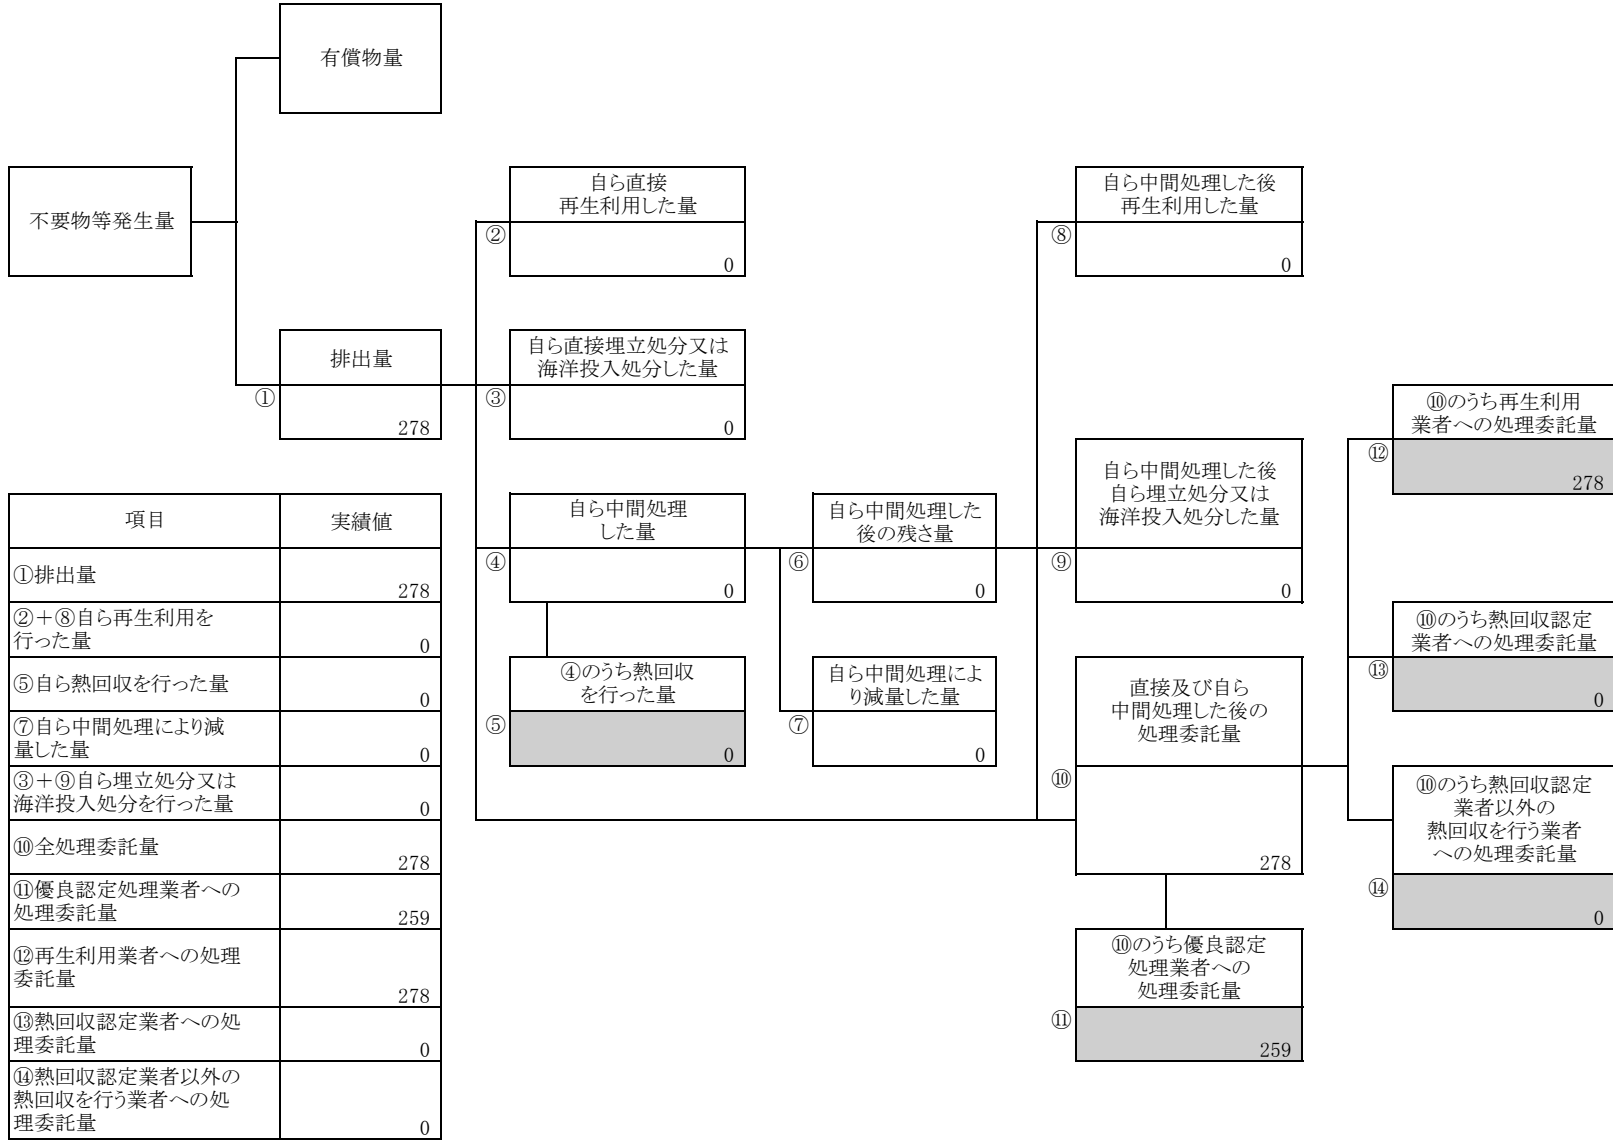 有償物量
不要物等発生量
自ら直接
再生利用した量
②
0
自ら中間処理した後
再生利用した量
⑧
0
排出量
①
278
自ら直接埋立処分又は
海洋投入処分した量
③
0
自ら中間処理
した量
④
0
自ら中間処理した
後の残さ量
⑥
0
自ら中間処理した後
自ら埋立処分又は
海洋投入処分した量
⑨
0
⑩のうち再生利用
業者への処理委託量
⑫
278
④のうち熱回収
を行った量
⑤
0
自ら中間処理によ
り減量した量
⑦
0
直接及び自ら
中間処理した後の
処理委託量
⑩
278
⑩のうち熱回収認定
業者への処理委託量
⑬
0
⑩のうち熱回収認定
業者以外の
熱回収を行う業者
への処理委託量
⑭
0
⑩のうち優良認定
処理業者への
処理委託量
⑪
259
項目 実績値
①排出量
278
②＋⑧自ら再生利用を
行った量
0
⑤自ら熱回収を行った量
0
⑦自ら中間処理により減
量した量
0
③＋⑨自ら埋立処分又は
海洋投入処分を行った量
0
⑩全処理委託量
278
⑪優良認定処理業者への
処理委託量
259
⑫再生利用業者への処理
委託量
278
⑬熱回収認定業者への処
理委託量
0
⑭熱回収認定業者以外の
熱回収を行う業者への処
理委託量
0